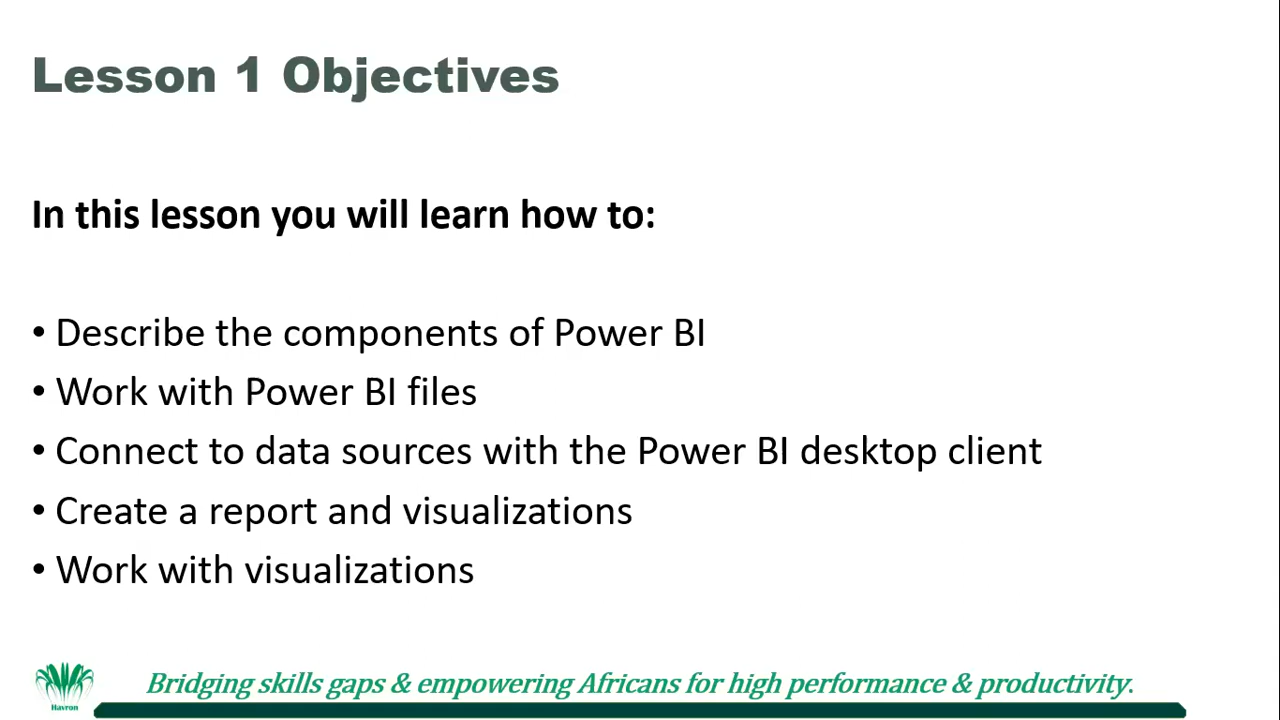 Lesson 1 Objectives
In this lesson you will learn how to:
• Describe the components of Power BI
• Work with Power BI files
• Connect to data sources with the Power BI desktop client
• Create a report and visualizations
• Work with visualizations
Bridging skills gaps & empowering Africans for high performance & productivity.
Havron